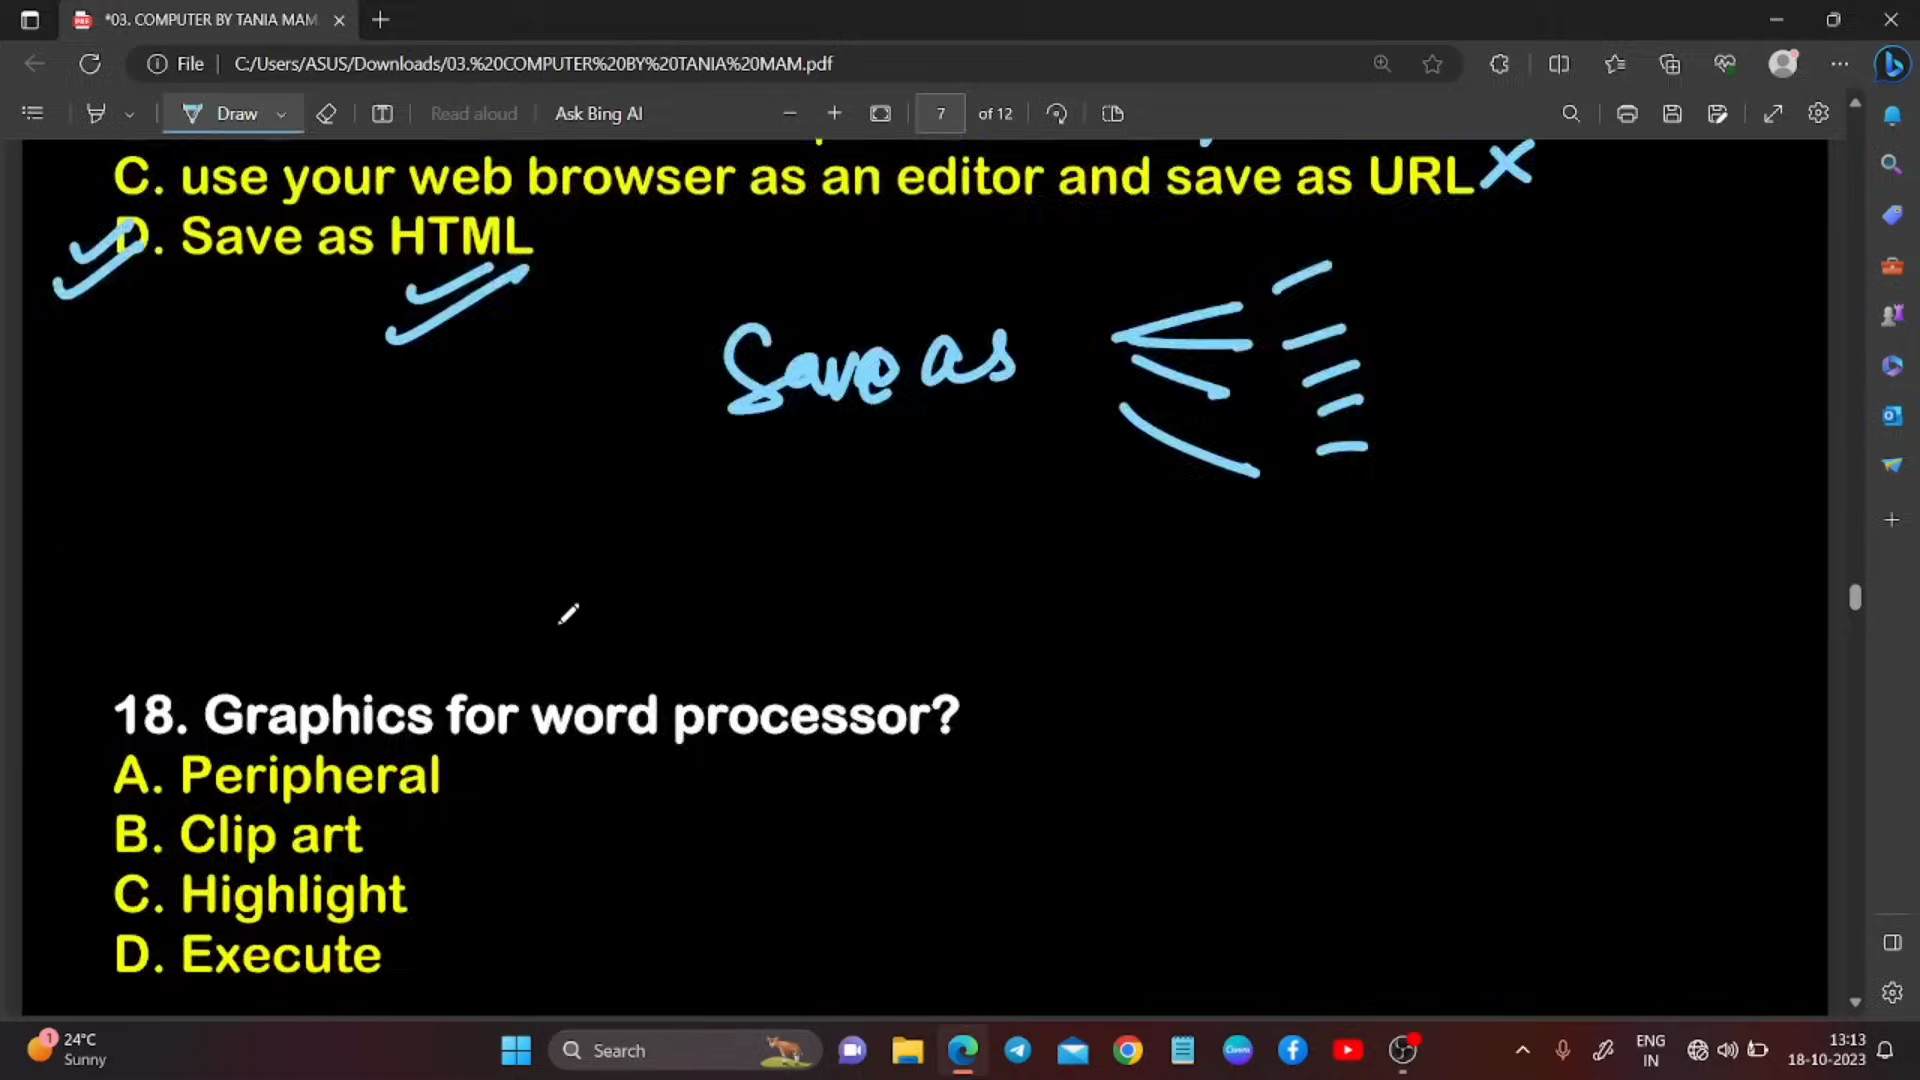 *03. COMPUTER BY TANIA MAM
File
C:/Users/ASUS/Downloads/03.%20COMPUTER%20BY%20TANIA%20MAM.pdf
Draw
Read aloud
Ask Bing AI
7
of 12
C. use your web browser as an editor and save as URL
D. Save as HTML
Save as
18. Graphics for word processor?
A. Peripheral
B. Clip art
C. Highlight
D. Execute
1
24°C
Sunny
Search
Canva
ENG
IN
13:13
18-10-2023